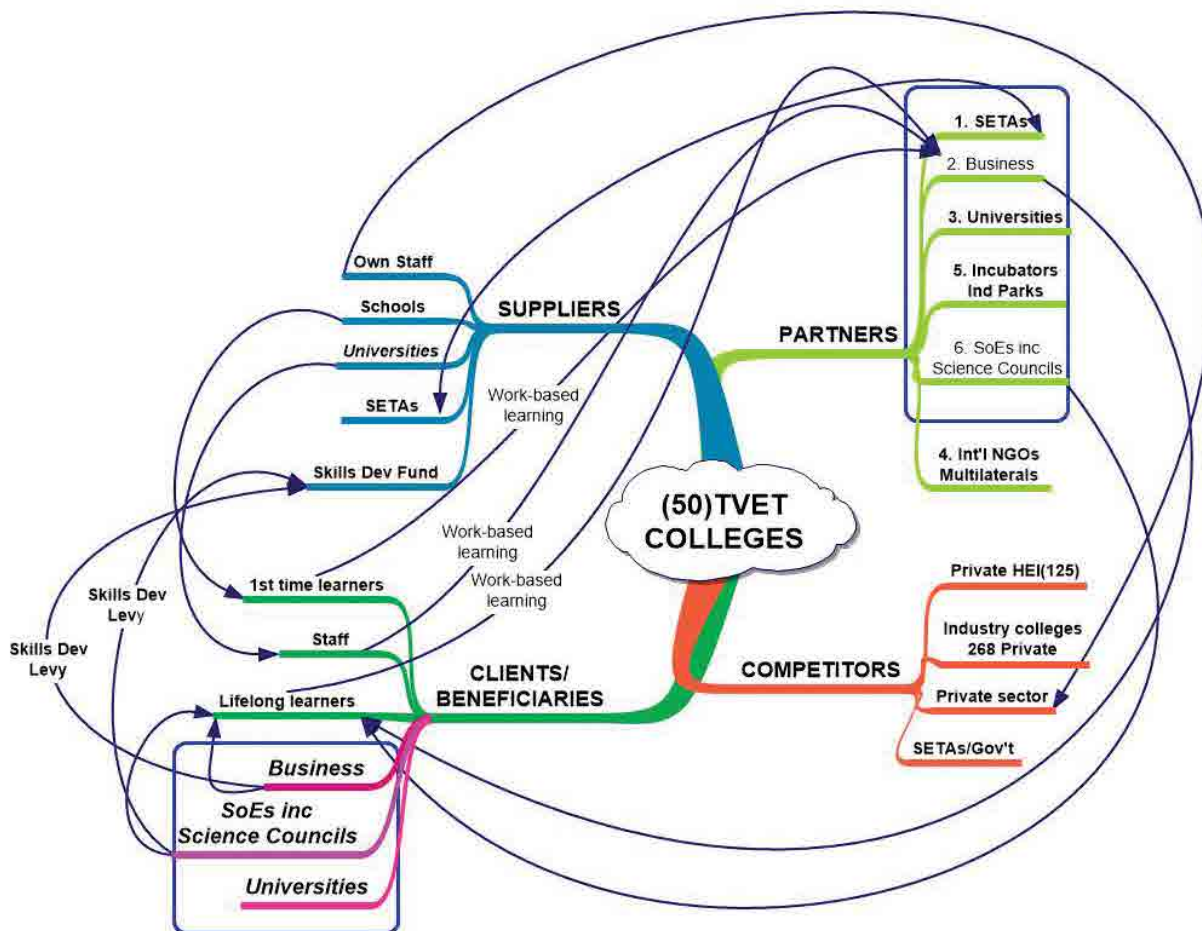 Own Staff
Schools
Universities
SETAs
Skills Dev Fund
SUPPLIERS
1. SETAs
2. Business
3. Universities
5. Incubators
Ind Parks
6. SoEs inc
Science Councils
4. Int'l NGOs
Multilaterals
PARTNERS
Work-based
learning
Work-based
learning
Work-based
learning
(50)TVET
COLLEGES
Skills Dev
Levy
Skills Dev
Levy
1st time learners
Staff
Lifelong learners
CLIENTS/
BENEFICIARIES
Business
SoEs inc
Science Councils
Universities
COMPETITORS
Private HEI(125)
Industry colleges
268 Private
Private sector
SETAs/Gov't